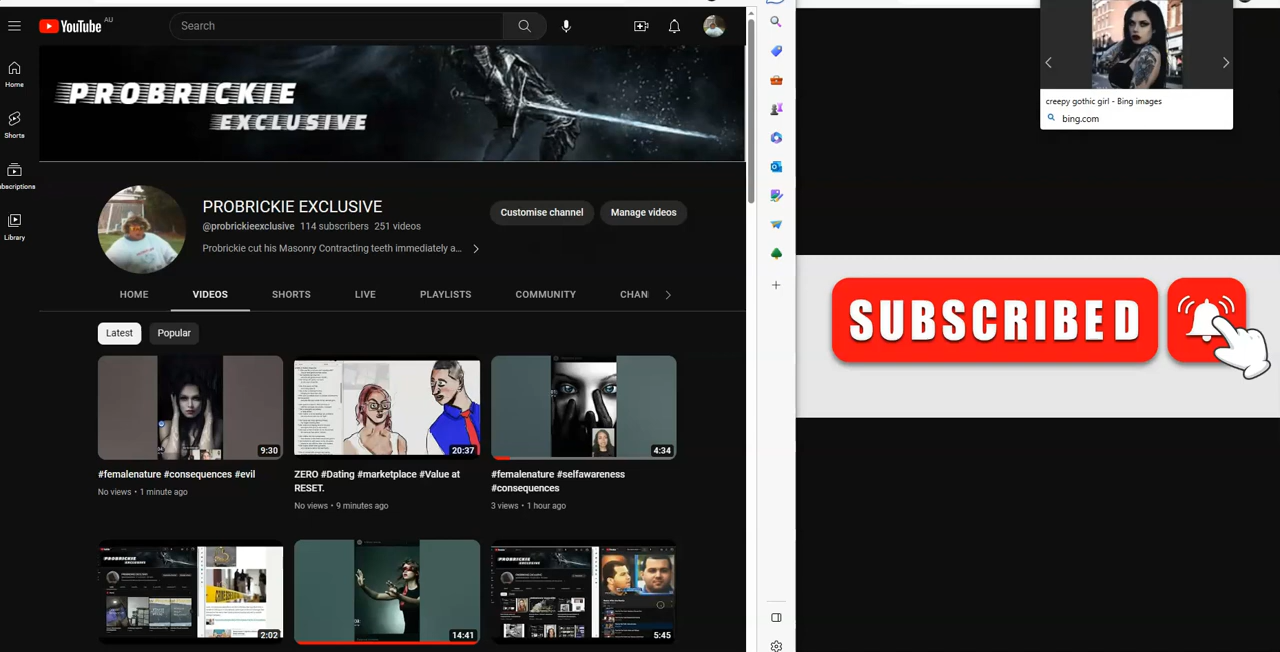 YouTube AU
Search
Home
Shorts
ubscriptions
Library
PROBRICKIE
EXCLUSIVE
PROBRICKIE EXCLUSIVE
@probrickieexclusive 114 subscribers 251 videos
Probrickie cut his Masonry Contracting teeth immediately a...
Customise channel
Manage videos
HOME
VIDEOS
SHORTS
LIVE
PLAYLISTS
COMMUNITY
CHAN
Latest
Popular
9:30
#femalenature #consequences #evil
No views • 1 minute ago
20:37
ZERO #Dating #marketplace #Value at
RESET.
No views • 9 minutes ago
4:34
#femalenature #selfawareness
#consequences
3 views • 1 hour ago
PROBRICKIE
2:02
14:41
PROBRICKIE
5:45
creepy gothic girl - Bing images
bing.com
SUBSCRIBED